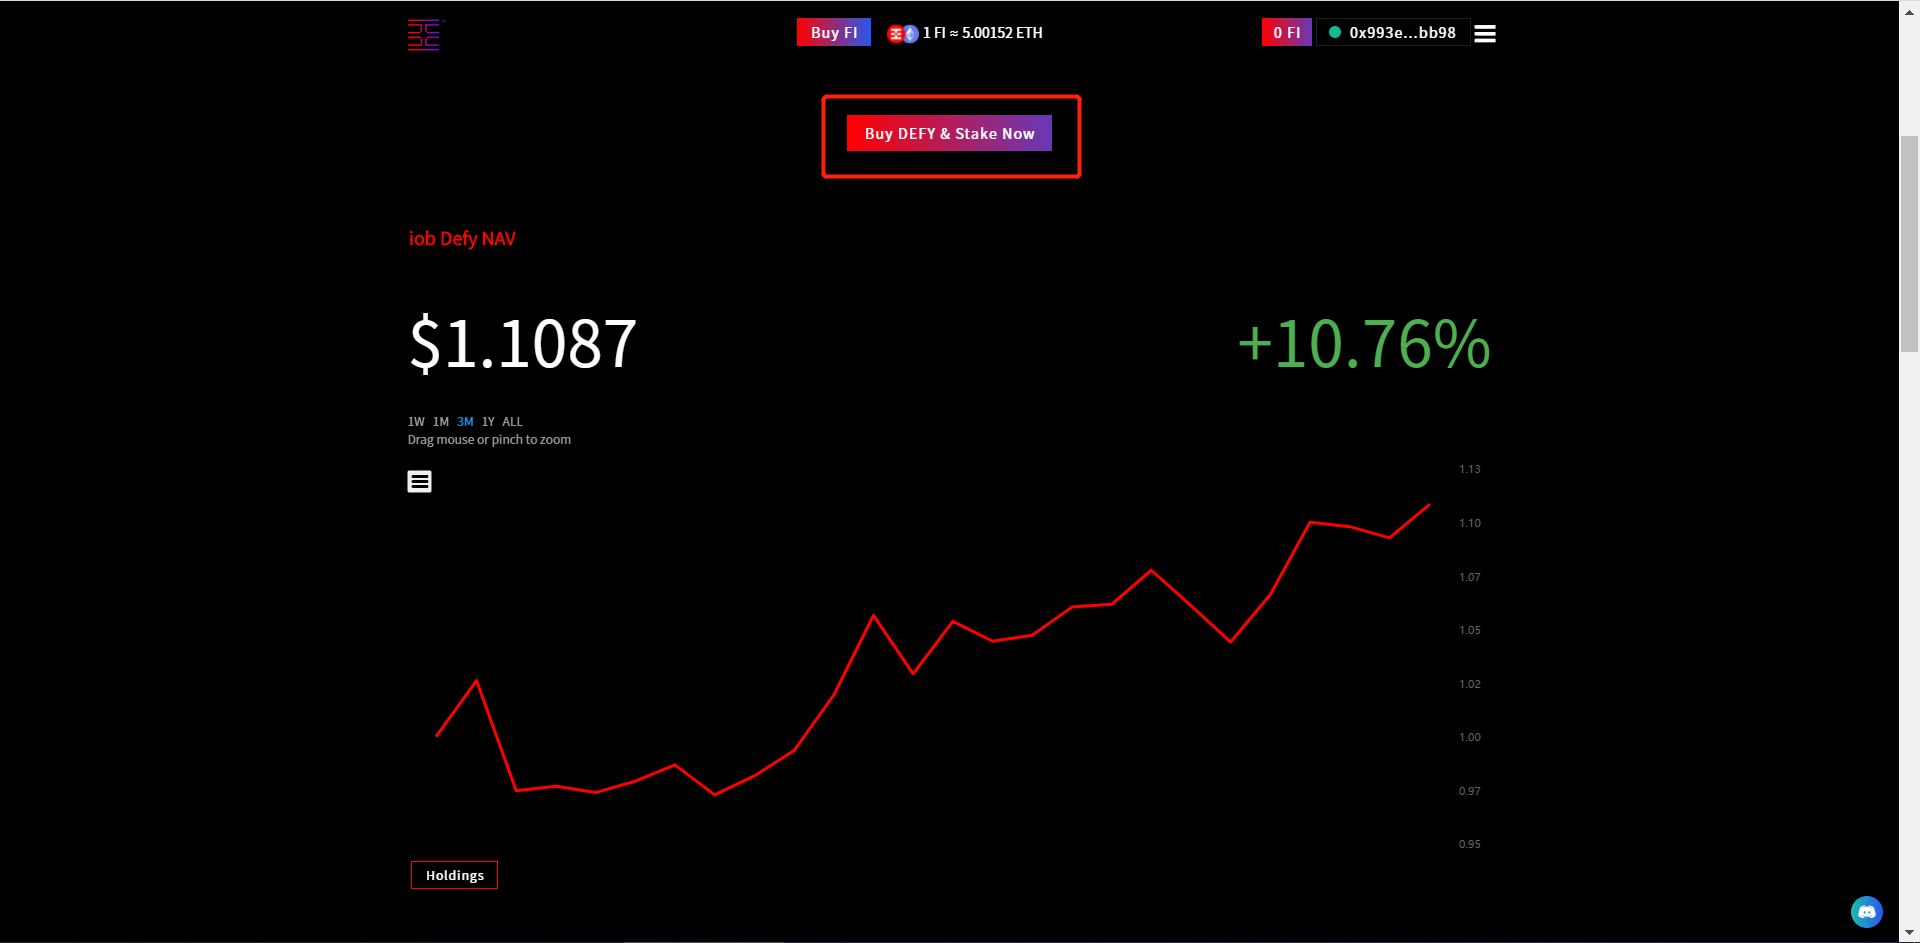 Buy FI
1 FI ≈ 5.00152 ETH
0 FI
0x993e...bb98
Buy DEFY & Stake Now
iob Defy NAV
$1.1087
+10.76%
1W 1M 3M 1Y ALL
Drag mouse or pinch to zoom
1.13
1.10
1.07
1.05
1.02
1.00
0.97
0.95
Holdings